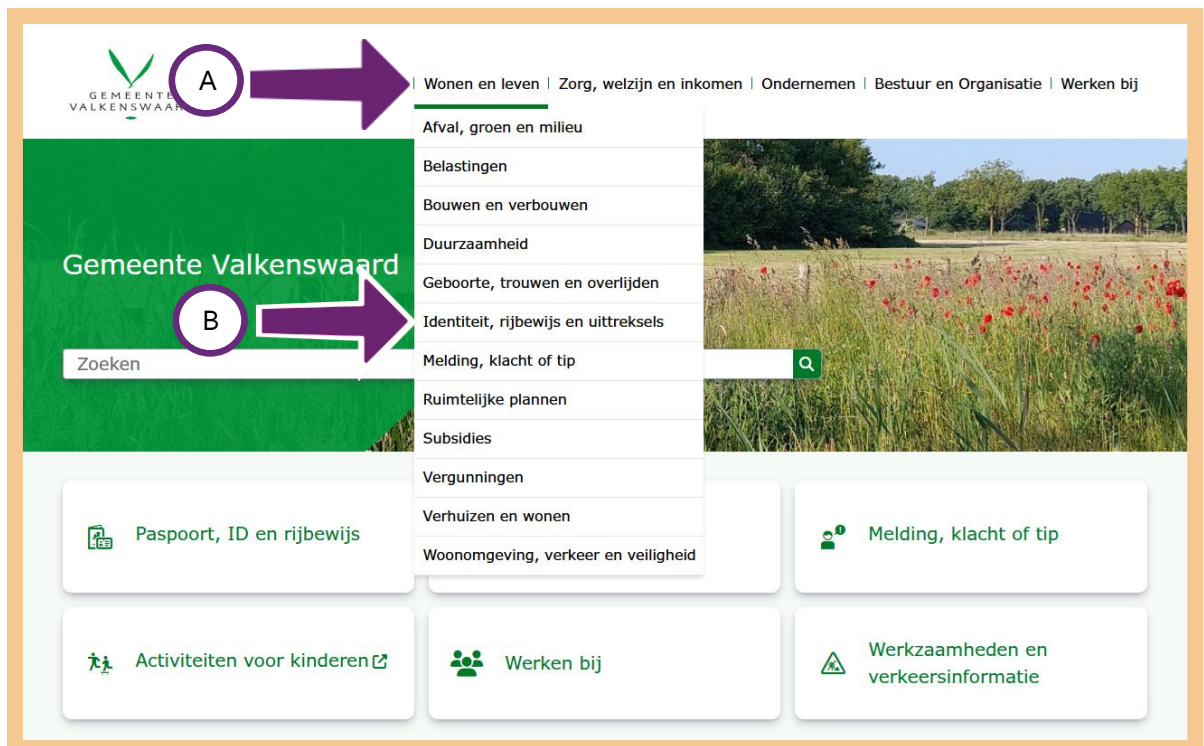 GEMEENTE
VALKENSWAARD
A
Wonen en leven
Zorg, welzijn en inkomen
Ondernemen
Bestuur en Organisatie
Werken bij
Afval, groen en milieu
Belastingen
Bouwen en verbouwen
Duurzaamheid
Gemeente Valkenswaard
Geboorte, trouwen en overlijden
B
Identiteit, rijbewijs en uittreksels
Zoeken
Melding, klacht of tip
Ruimtelijke plannen
Subsidies
Vergunningen
Verhuizen en wonen
Woonomgeving, verkeer en veiligheid
Paspoort, ID en rijbewijs
Melding, klacht of tip
Activiteiten voor kinderen
Werken bij
Werkzaamheden en
verkeersinformatie